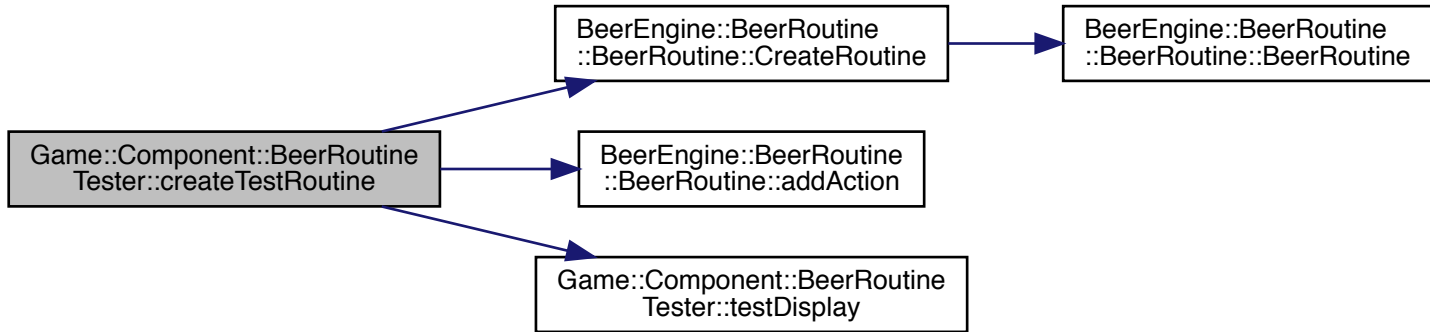 Game::Component::BeerRoutine
Tester::createTestRoutine
BeerEngine::BeerRoutine
::BeerRoutine::CreateRoutine
BeerEngine::BeerRoutine
::BeerRoutine::BeerRoutine
BeerEngine::BeerRoutine
::BeerRoutine::addAction
Game::Component::BeerRoutine
Tester::testDisplay